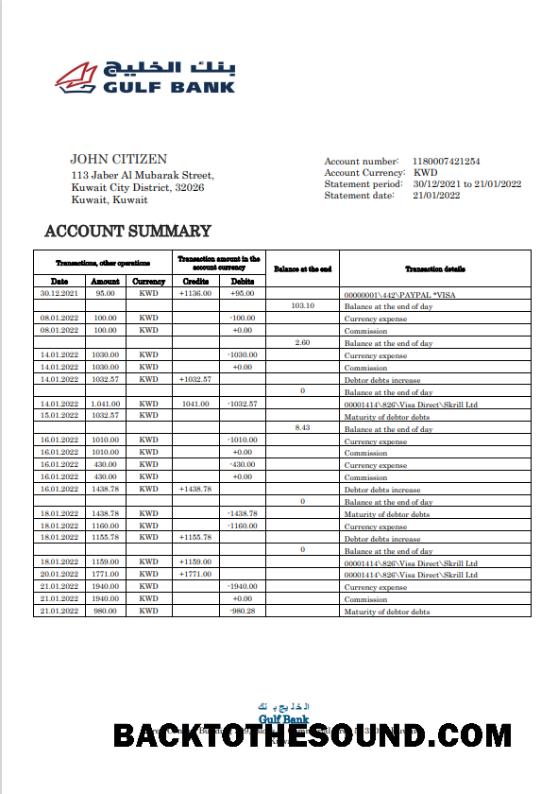 بنك الخليج
GULF BANK
JOHN CITIZEN
113 Jaber Al Mubarak Street,
Kuwait City District, 32026
Kuwait, Kuwait
Account number: 1180007421254
Account Currency: KWD
Statement period: 30/12/2021 to 21/01/2022
Statement date: 21/01/2022
ACCOUNT SUMMARY
Transactions, other operations Transaction amount in the account currency Balance at the end Transaction details
Date Amount Currency Credits Debits
30.12.2021 95.00 KWD +1136.00 +95.00 00000001\442\PAYPAL *VISA
103.10 Balance at the end of day
08.01.2022 100.00 KWD -100.00 Currency expense
08.01.2022 100.00 KWD +0.00 Commission
2.60 Balance at the end of day
14.01.2022 1030.00 KWD -1030.00 Currency expense
14.01.2022 1030.00 KWD +0.00 Commission
14.01.2022 1032.57 KWD +1032.57 Debtor debts increase
0 Balance at the end of day
14.01.2022 1.041.00 KWD 1041.00 -1032.57 00001414\826\Visa Direct\Skrill Ltd
15.01.2022 1032.57 KWD Maturity of debtor debts
8.43 Balance at the end of day
16.01.2022 1010.00 KWD -1010.00 Currency expense
16.01.2022 1010.00 KWD +0.00 Commission
16.01.2022 430.00 KWD -430.00 Currency expense
16.01.2022 430.00 KWD +0.00 Commission
16.01.2022 1438.78 KWD +1438.78 Debtor debts increase
0 Balance at the end of day
18.01.2022 1438.78 KWD -1438.78 Maturity of debtor debts
18.01.2022 1160.00 KWD -1160.00 Currency expense
18.01.2022 1155.78 KWD +1155.78 Debtor debts increase
0 Balance at the end of day
18.01.2022 1159.00 KWD +1159.00 00001414\826\Visa Direct\Skrill Ltd
20.01.2022 1771.00 KWD +1771.00 00001414\826\Visa Direct\Skrill Ltd
21.01.2022 1940.00 KWD -1940.00 Currency expense
21.01.2022 1940.00 KWD +0.00 Commission
21.01.2022 980.00 KWD -980.28 Maturity of debtor debts
الخليج بنك
Gulf Bank
BACKTOTHESOUND.COM